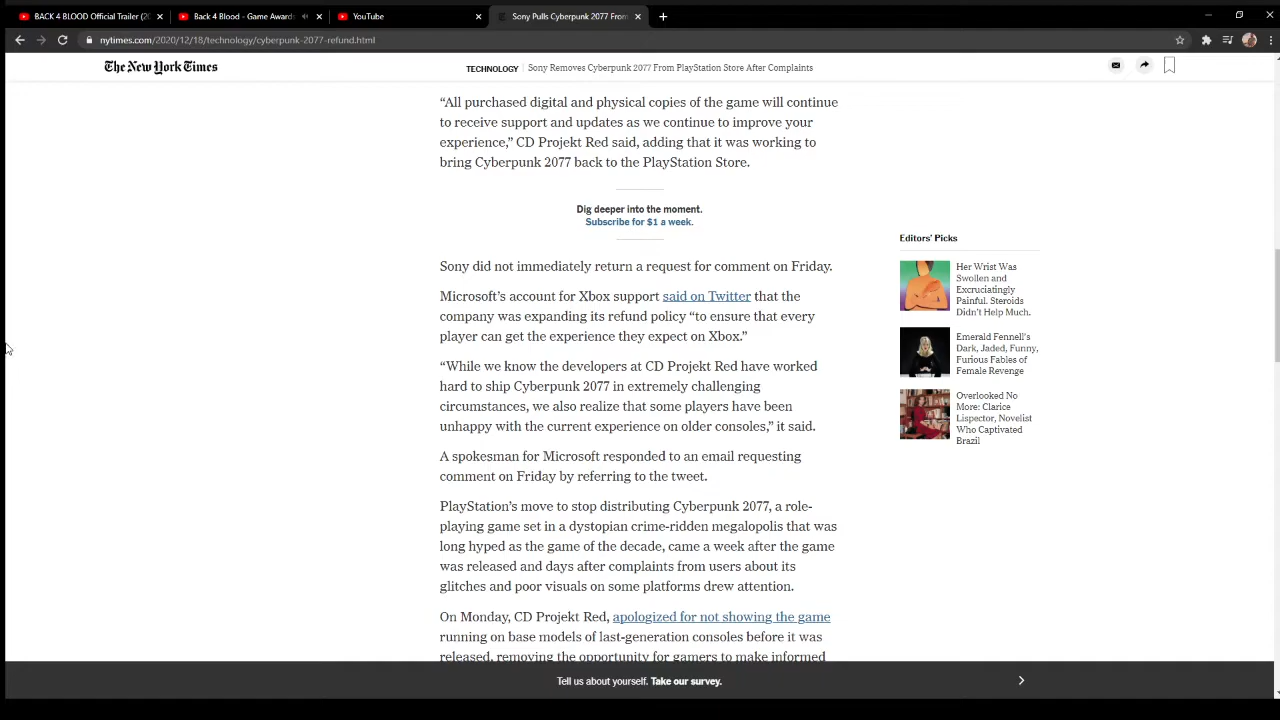 BACK 4 BLOOD Official Trailer (20
Back 4 Blood - Game Awards
YouTube
Sony Pulls Cyberpunk 2077 From
nytimes.com/2020/12/18/technology/cyberpunk-2077-refund.html
The New York Times
TECHNOLOGY | Sony Removes Cyberpunk 2077 From PlayStation Store After Complaints
“All purchased digital and physical copies of the game will continue
to receive support and updates as we continue to improve your
experience,” CD Projekt Red said, adding that it was working to
bring Cyberpunk 2077 back to the PlayStation Store.
Dig deeper into the moment.
Subscribe for $1 a week.
Sony did not immediately return a request for comment on Friday.
Microsoft’s account for Xbox support said on Twitter that the
company was expanding its refund policy “to ensure that every
player can get the experience they expect on Xbox.”
“While we know the developers at CD Projekt Red have worked
hard to ship Cyberpunk 2077 in extremely challenging
circumstances, we also realize that some players have been
unhappy with the current experience on older consoles,” it said.
A spokesman for Microsoft responded to an email requesting
comment on Friday by referring to the tweet.
PlayStation’s move to stop distributing Cyberpunk 2077, a role-
playing game set in a dystopian crime-ridden megalopolis that was
long hyped as the game of the decade, came a week after the game
was released and days after complaints from users about its
glitches and poor visuals on some platforms drew attention.
On Monday, CD Projekt Red, apologized for not showing the game
running on base models of last-generation consoles before it was
released, removing the opportunity for gamers to make informed
Editors’ Picks
Her Wrist Was
Swollen and
Excruciatingly
Painful. Steroids
Didn’t Help Much.
Emerald Fennell’s
Dark, Jaded, Funny,
Furious Fables of
Female Revenge
Overlooked No
More: Clarice
Lispector, Novelist
Who Captivated
Brazil
Tell us about yourself. Take our survey.